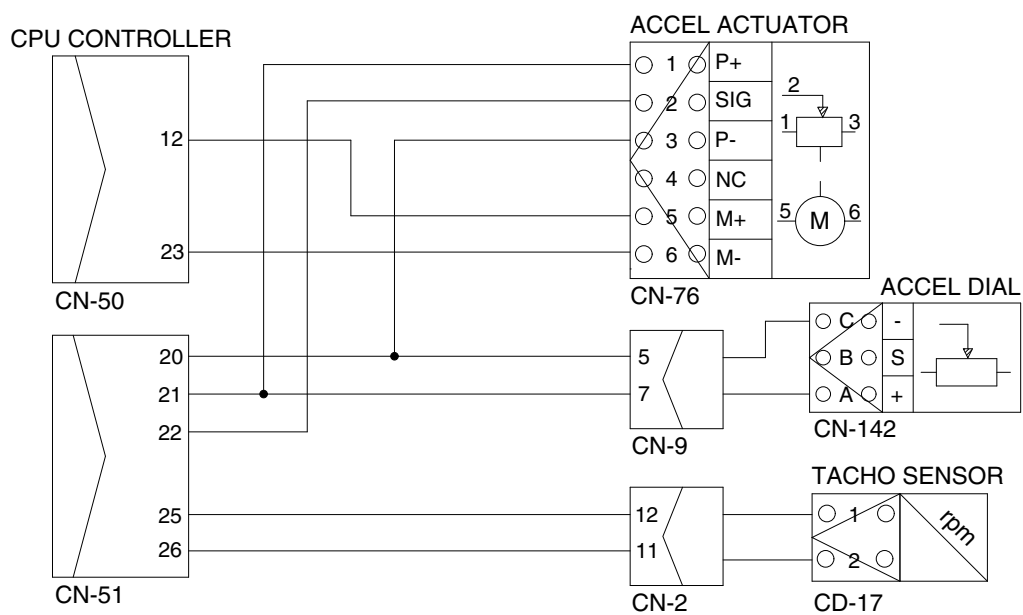 ACCEL ACTUATOR
CPU CONTROLLER
1 P+
2 SIG
3 P-
4 NC
5 M+
6 M-
2
1 3
5 M 6
12
23
CN-50
CN-76
ACCEL DIAL
C -
B S
A +
20
21
22
5
7
CN-9
CN-142
TACHO SENSOR
25
26
12
11
1
2
rpm
CN-51
CN-2
CD-17